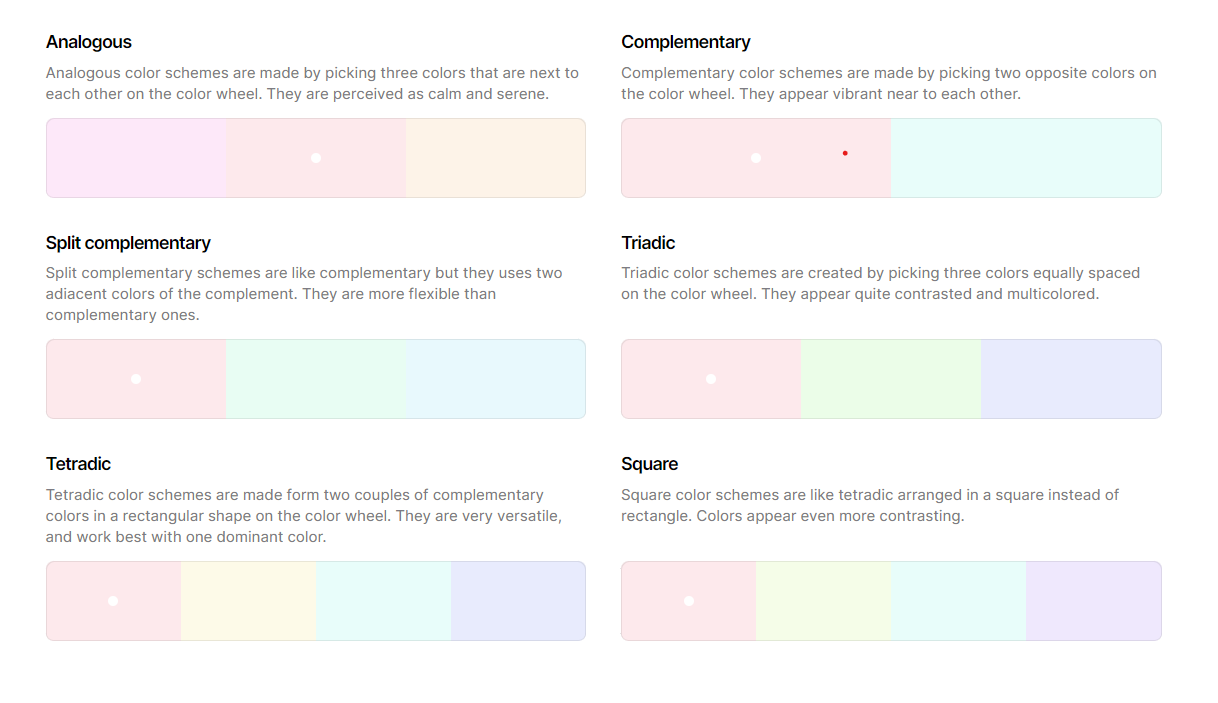 Analogous
Analogous color schemes are made by picking three colors that are next to
each other on the color wheel. They are perceived as calm and serene.
Complementary
Complementary color schemes are made by picking two opposite colors on
the color wheel. They appear vibrant near to each other.
Split complementary
Split complementary schemes are like complementary but they uses two
adiacent colors of the complement. They are more flexible than
complementary ones.
Triadic
Triadic color schemes are created by picking three colors equally spaced
on the color wheel. They appear quite contrasted and multicolored.
Tetradic
Tetradic color schemes are made form two couples of complementary
colors in a rectangular shape on the color wheel. They are very versatile,
and work best with one dominant color.
Square
Square color schemes are like tetradic arranged in a square instead of
rectangle. Colors appear even more contrasting.